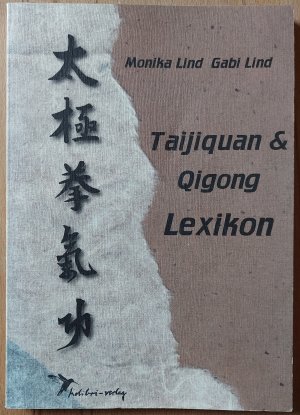 太極拳氣功
Monika Lind Gabi Lind
Taijiquan &
Qigong
Lexikon
kolibri-verlag